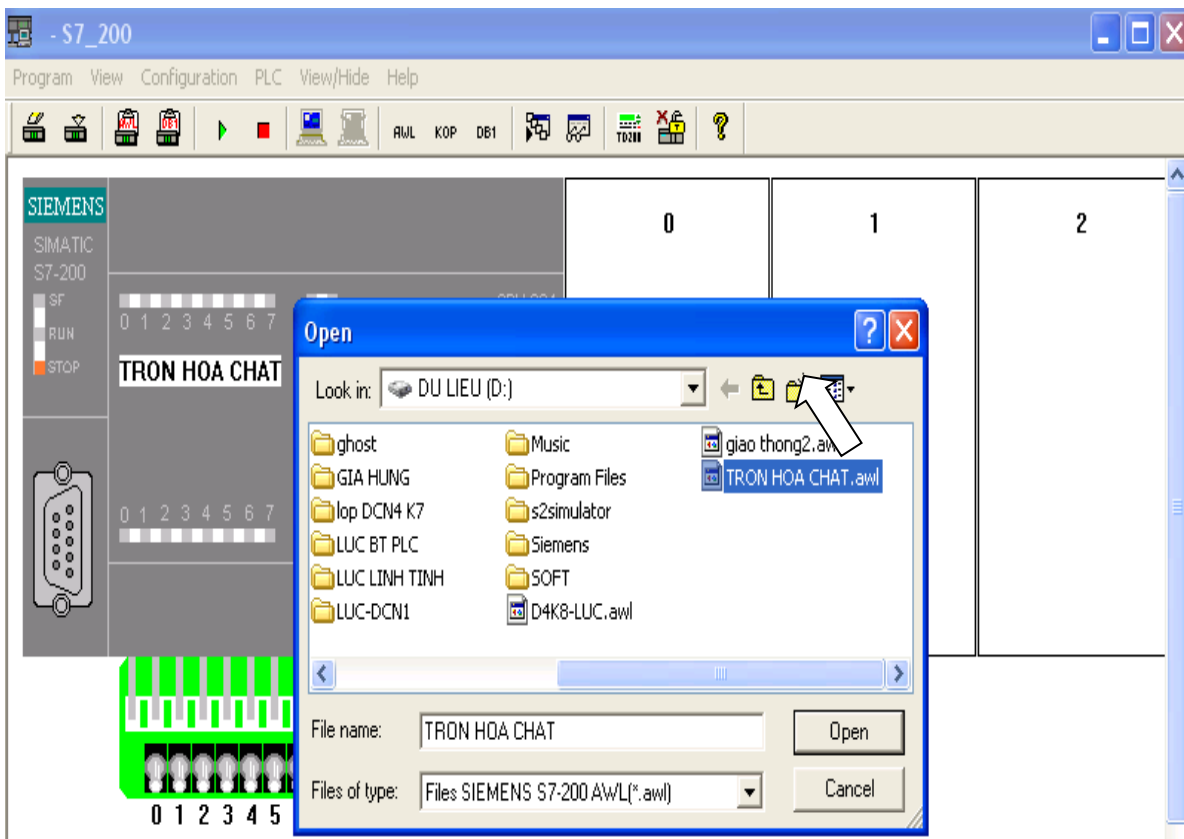 - S7_200
Program View Configuration PLC View/Hide Help
AWL DB1 AWL KOP DB1 TD200
SIEMENS
SIMATIC
S7-200
SF
RUN
STOP
0 1 2 3 4 5 6 7
TRON HOA CHAT
0 1 2 3 4 5 6 7
0 1 2 3 4 5
0 1 2
Open
Look in: DU LIEU (D:)
ghost
GIA HUNG
lop DCN4 K7
LUC BT PLC
LUC LINH TINH
LUC-DCN1
Music
Program Files
s2simulator
Siemens
SOFT
D4K8-LUC.awl
giao thong2.aw
TRON HOA CHAT.awl
File name: TRON HOA CHAT Open
Files of type: Files SIEMENS S7-200 AWL(*.awl) Cancel